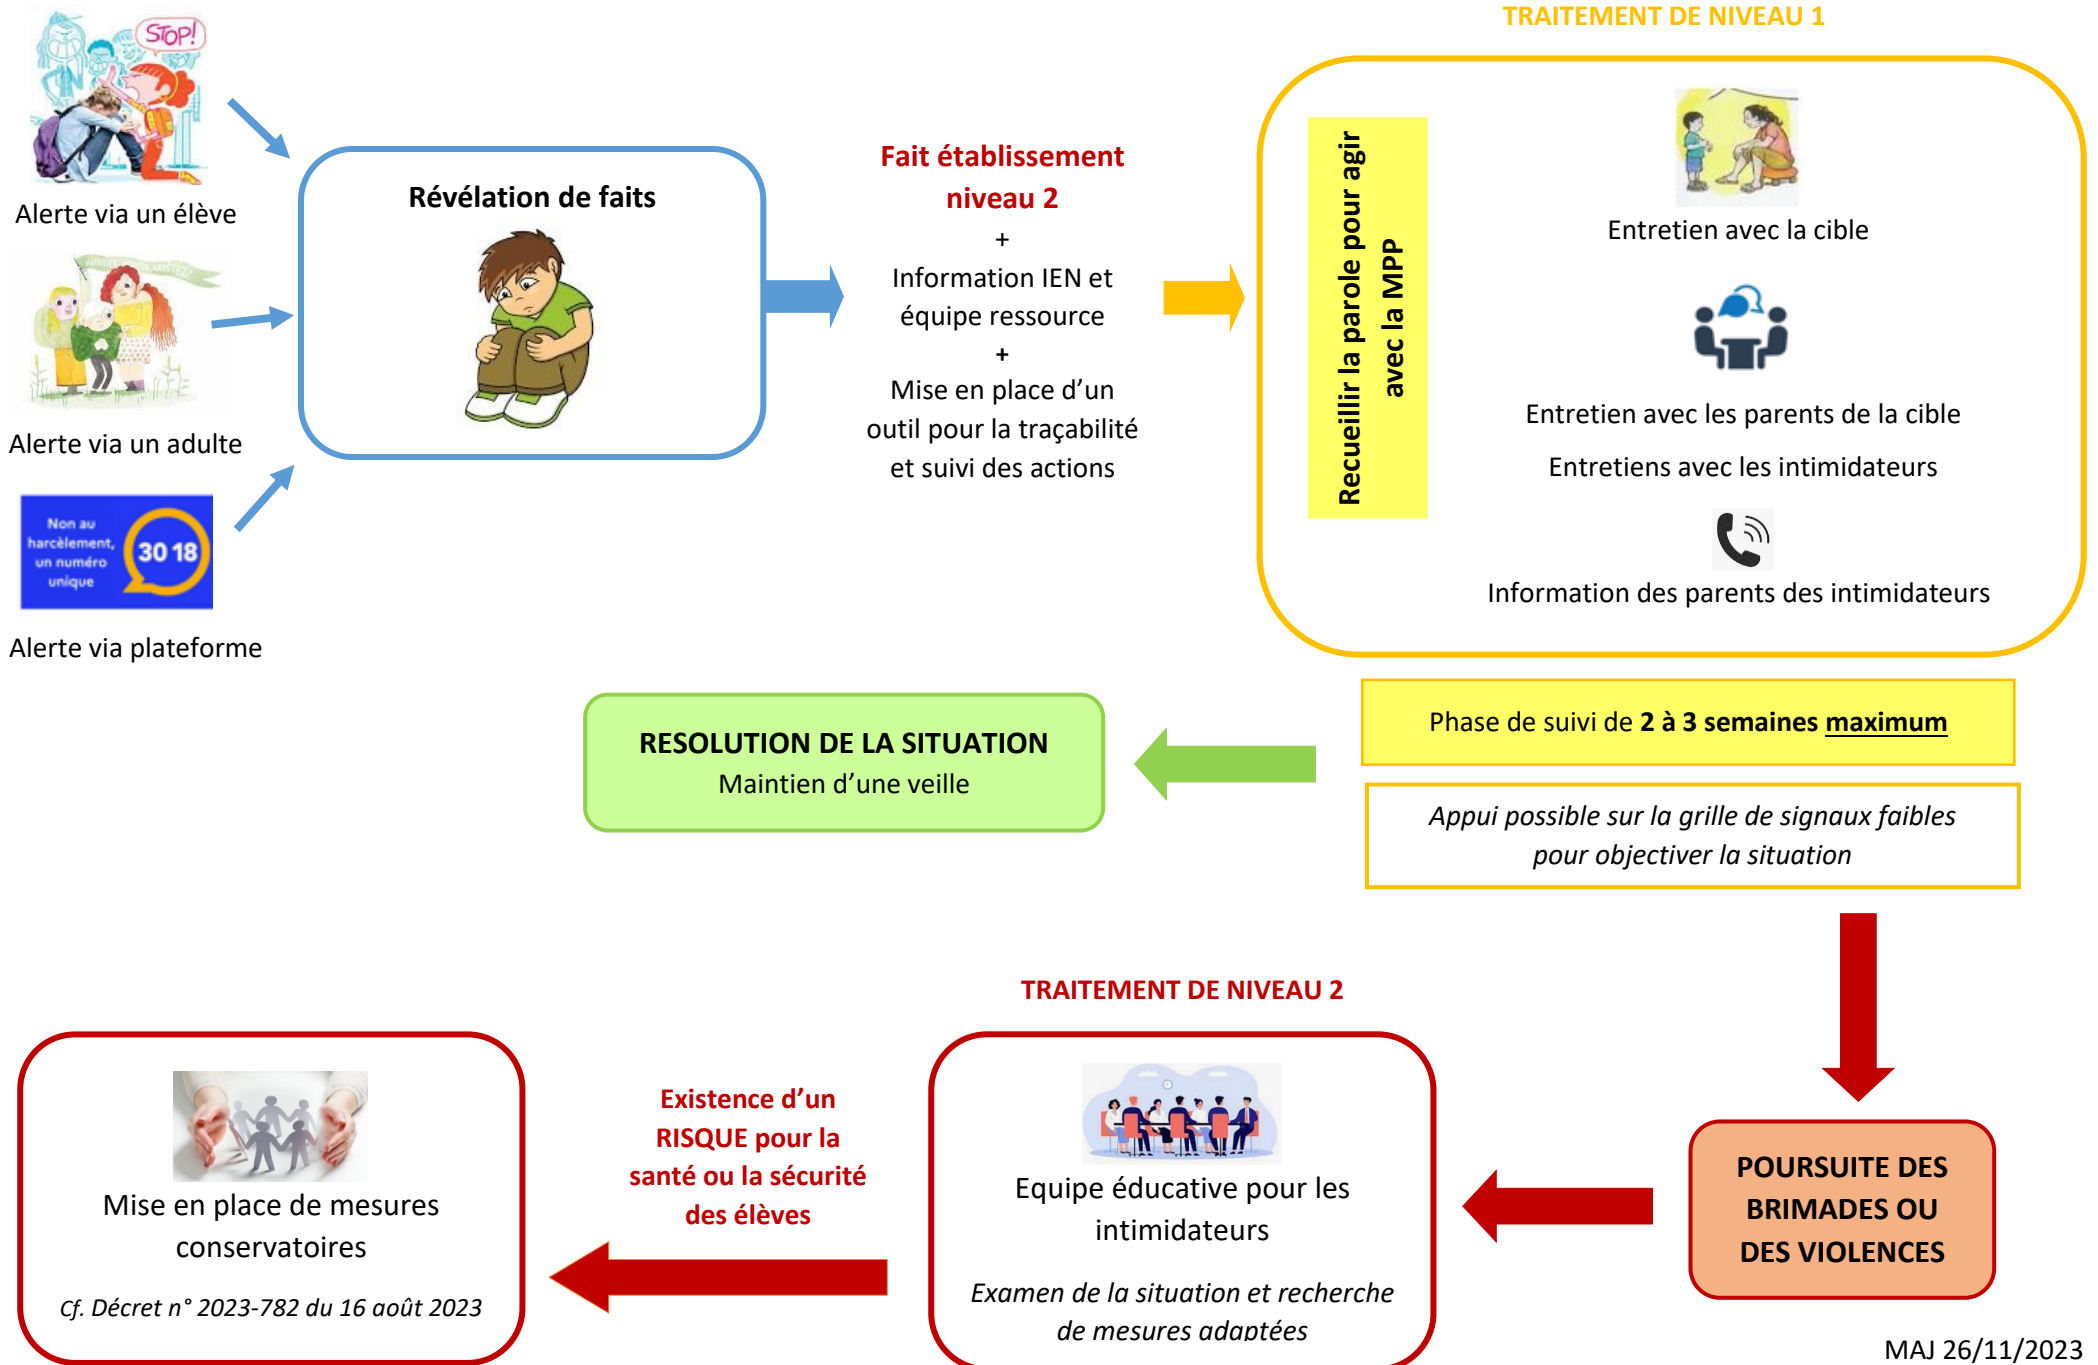 TRAITEMENT DE NIVEAU 1
STOP!
Alerte via un élève
Alerte via un adulte
Non au
harcèlement,
un numéro
unique
30 18
Alerte via plateforme
Révélation de faits
Fait établissement
niveau 2
+
Information IEN et
équipe ressource
+
Mise en place d’un
outil pour la traçabilité
et suivi des actions
Recueillir la parole pour agir
avec la MPP
Entretien avec la cible
Entretien avec les parents de la cible
Entretiens avec les intimidateurs
Information des parents des intimidateurs
Phase de suivi de 2 à 3 semaines maximum
Appui possible sur la grille de signaux faibles
pour objectiver la situation
RESOLUTION DE LA SITUATION
Maintien d’une veille
POURSUITE DES
BRIMADES OU
DES VIOLENCES
TRAITEMENT DE NIVEAU 2
Equipe éducative pour les
intimidateurs
Examen de la situation et recherche
de mesures adaptées
Existence d’un
RISQUE pour la
santé ou la sécurité
des élèves
Mise en place de mesures
conservatoires
Cf. Décret n° 2023-782 du 16 août 2023
MAJ 26/11/2023